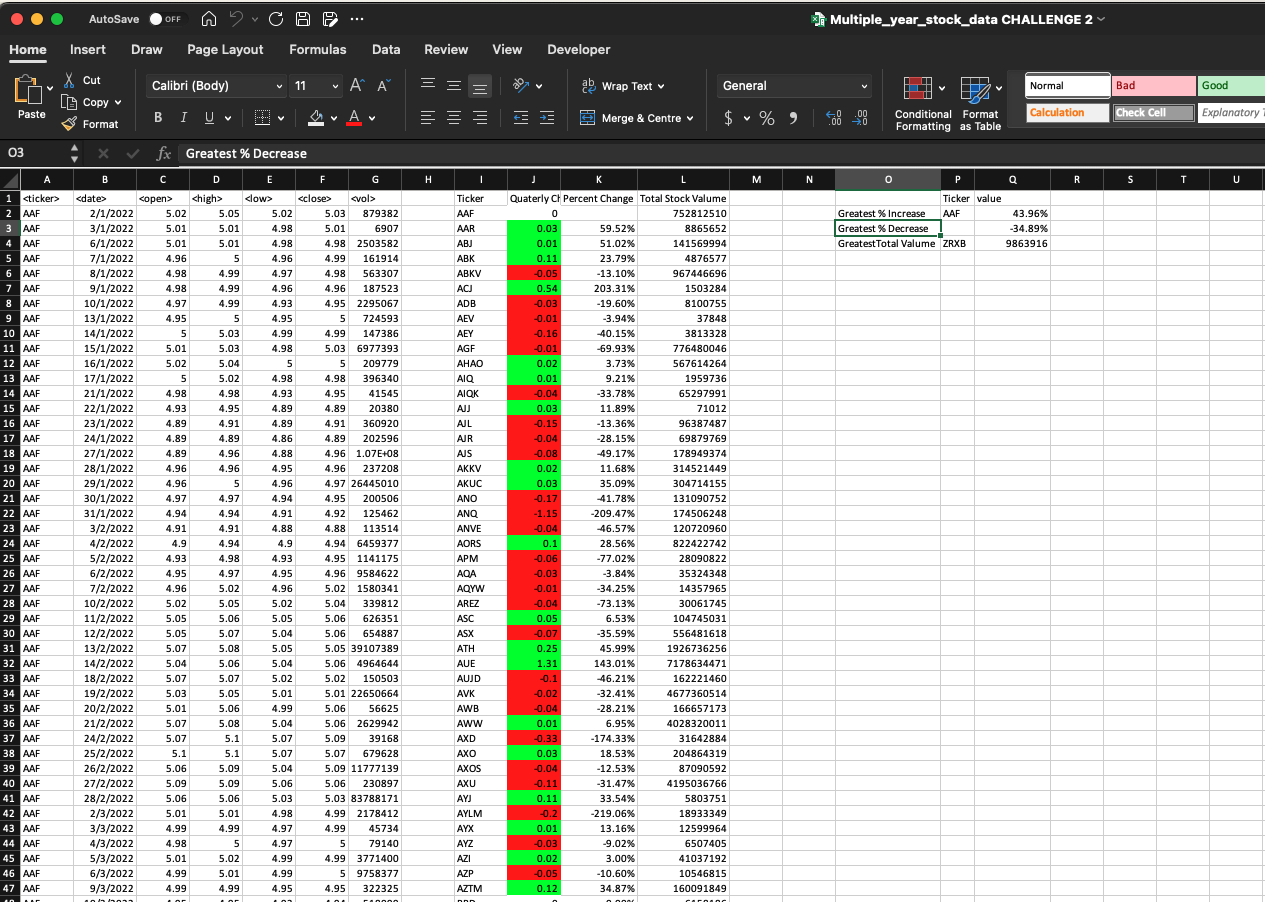 AutoSave OFF Multiple_year_stock_data CHALLENGE 2
Home Insert Draw Page Layout Formulas Data Review View Developer
Paste Cut Copy Format
Calibri (Body) 11 A A
B I U A
ab Wrap Text
Merge & Centre
General
$ %
Conditional Formatting
Format as Table
Normal Bad Good
Calculation Check Cell Explanatory
O3 fx Greatest % Decrease
A B C D E F G H I J K L M N O P Q R S T U
1 <ticker> <date> <open> <high> <low> <close> <vol> Ticker Quaterly Ch Percent Change Total Stock Valume Ticker value
2 AAF 2/1/2022 5.02 5.05 5.02 5.03 879382 AAF 0 752812510 Greatest % Increase AAF 43.96%
3 AAF 3/1/2022 5.01 5.01 4.98 5.01 6907 AAR 0.03 59.52% 8865652 Greatest % Decrease -34.89%
4 AAF 6/1/2022 5.01 5.01 4.98 4.98 2503582 ABJ 0.01 51.02% 141569994 GreatestTotal Valume ZRXB 9863916
5 AAF 7/1/2022 4.96 5 4.96 4.99 161914 ABK 0.11 23.79% 4876577
6 AAF 8/1/2022 4.98 4.99 4.97 4.98 563307 ABKV -0.05 -13.10% 967446696
7 AAF 9/1/2022 4.98 4.99 4.96 4.96 187523 ACJ 0.54 203.31% 1503284
8 AAF 10/1/2022 4.97 4.99 4.93 4.95 2295067 ADB -0.03 -19.60% 8100755
9 AAF 13/1/2022 4.95 5 4.95 5 724593 AEV -0.01 -3.94% 37848
10 AAF 14/1/2022 5 5.03 4.99 4.99 147386 AEY -0.16 -40.15% 3813328
11 AAF 15/1/2022 5.01 5.03 4.98 5.03 6977393 AGF -0.01 -69.93% 776480046
12 AAF 16/1/2022 5.02 5.04 5 5 209779 AHAO 0.02 3.73% 567614264
13 AAF 17/1/2022 5 5.02 4.98 4.98 396340 AIQ 0.01 9.21% 1959736
14 AAF 21/1/2022 4.98 4.98 4.93 4.95 41545 AIQK -0.04 -33.78% 65297991
15 AAF 22/1/2022 4.93 4.95 4.89 4.89 20380 AJJ 0.03 11.89% 71012
16 AAF 23/1/2022 4.89 4.91 4.89 4.91 360920 AJL -0.15 -13.36% 96387487
17 AAF 24/1/2022 4.89 4.89 4.86 4.89 202596 AJR -0.04 -28.15% 69879769
18 AAF 27/1/2022 4.89 4.96 4.88 4.96 1.07E+08 AJS -0.08 -49.17% 178949374
19 AAF 28/1/2022 4.96 4.96 4.95 4.96 237208 AKKV 0.02 11.68% 314521449
20 AAF 29/1/2022 4.96 5 4.96 4.97 26445010 AKUC 0.03 35.09% 304714155
21 AAF 30/1/2022 4.97 4.97 4.94 4.95 200506 ANO -0.17 -41.78% 131090752
22 AAF 31/1/2022 4.94 4.94 4.91 4.92 125462 ANQ -1.15 -209.47% 174506248
23 AAF 3/2/2022 4.91 4.91 4.88 4.88 113514 ANVE -0.04 -46.57% 120720960
24 AAF 4/2/2022 4.9 4.94 4.9 4.94 6459377 AORS 0.1 28.56% 822422742
25 AAF 5/2/2022 4.93 4.98 4.93 4.95 1141175 APM -0.06 -77.02% 28090822
26 AAF 6/2/2022 4.95 4.97 4.95 4.96 9584622 AQA -0.03 -3.84% 35324348
27 AAF 7/2/2022 4.96 5.02 4.96 5.02 1580341 AQYW -0.01 -34.25% 14357965
28 AAF 10/2/2022 5.02 5.05 5.02 5.04 339812 AREZ -0.04 -73.13% 30061745
29 AAF 11/2/2022 5.05 5.06 5.05 5.06 626351 ASC 0.05 6.53% 104745031
30 AAF 12/2/2022 5.05 5.07 5.04 5.06 654887 ASX -0.07 -35.59% 556481618
31 AAF 13/2/2022 5.07 5.08 5.05 5.05 39107389 ATH 0.25 45.99% 1926736256
32 AAF 14/2/2022 5.04 5.06 5.04 5.06 4964644 AUE 1.31 143.01% 7178634471
33 AAF 18/2/2022 5.07 5.07 5.02 5.02 150503 AUJD -0.1 -46.21% 162221460
34 AAF 19/2/2022 5.03 5.05 5.01 5.01 22650664 AVK -0.02 -32.41% 4677360514
35 AAF 20/2/2022 5.01 5.06 4.99 5.06 56625 AWB -0.04 -28.21% 166657173
36 AAF 21/2/2022 5.07 5.08 5.04 5.06 2629942 AWW 0.01 6.95% 4028320011
37 AAF 24/2/2022 5.07 5.1 5.07 5.09 39168 AXD -0.33 -174.33% 31642884
38 AAF 25/2/2022 5.1 5.1 5.07 5.07 679628 AXO 0.03 18.53% 204864319
39 AAF 26/2/2022 5.06 5.09 5.04 5.09 11777139 AXOS -0.04 -12.53% 87090592
40 AAF 27/2/2022 5.09 5.09 5.06 5.06 230897 AXU -0.11 -31.47% 4195036766
41 AAF 28/2/2022 5.06 5.06 5.03 5.03 83788171 AYJ 0.11 33.54% 5803751
42 AAF 2/3/2022 5.01 5.01 4.98 4.99 2178412 AYLM -0.2 -219.06% 18933349
43 AAF 3/3/2022 4.99 4.99 4.97 4.99 45734 AYX 0.01 13.16% 12599964
44 AAF 4/3/2022 4.98 5 4.97 5 79140 AYZ -0.03 -9.02% 6507405
45 AAF 5/3/2022 5.01 5.02 4.99 4.99 3771400 AZI 0.02 3.00% 41037192
46 AAF 6/3/2022 4.99 5.01 4.99 5 9758377 AZP -0.05 -10.60% 10546815
47 AAF 9/3/2022 4.99 4.99 4.95 4.95 322325 AZTM 0.12 34.87% 160091849